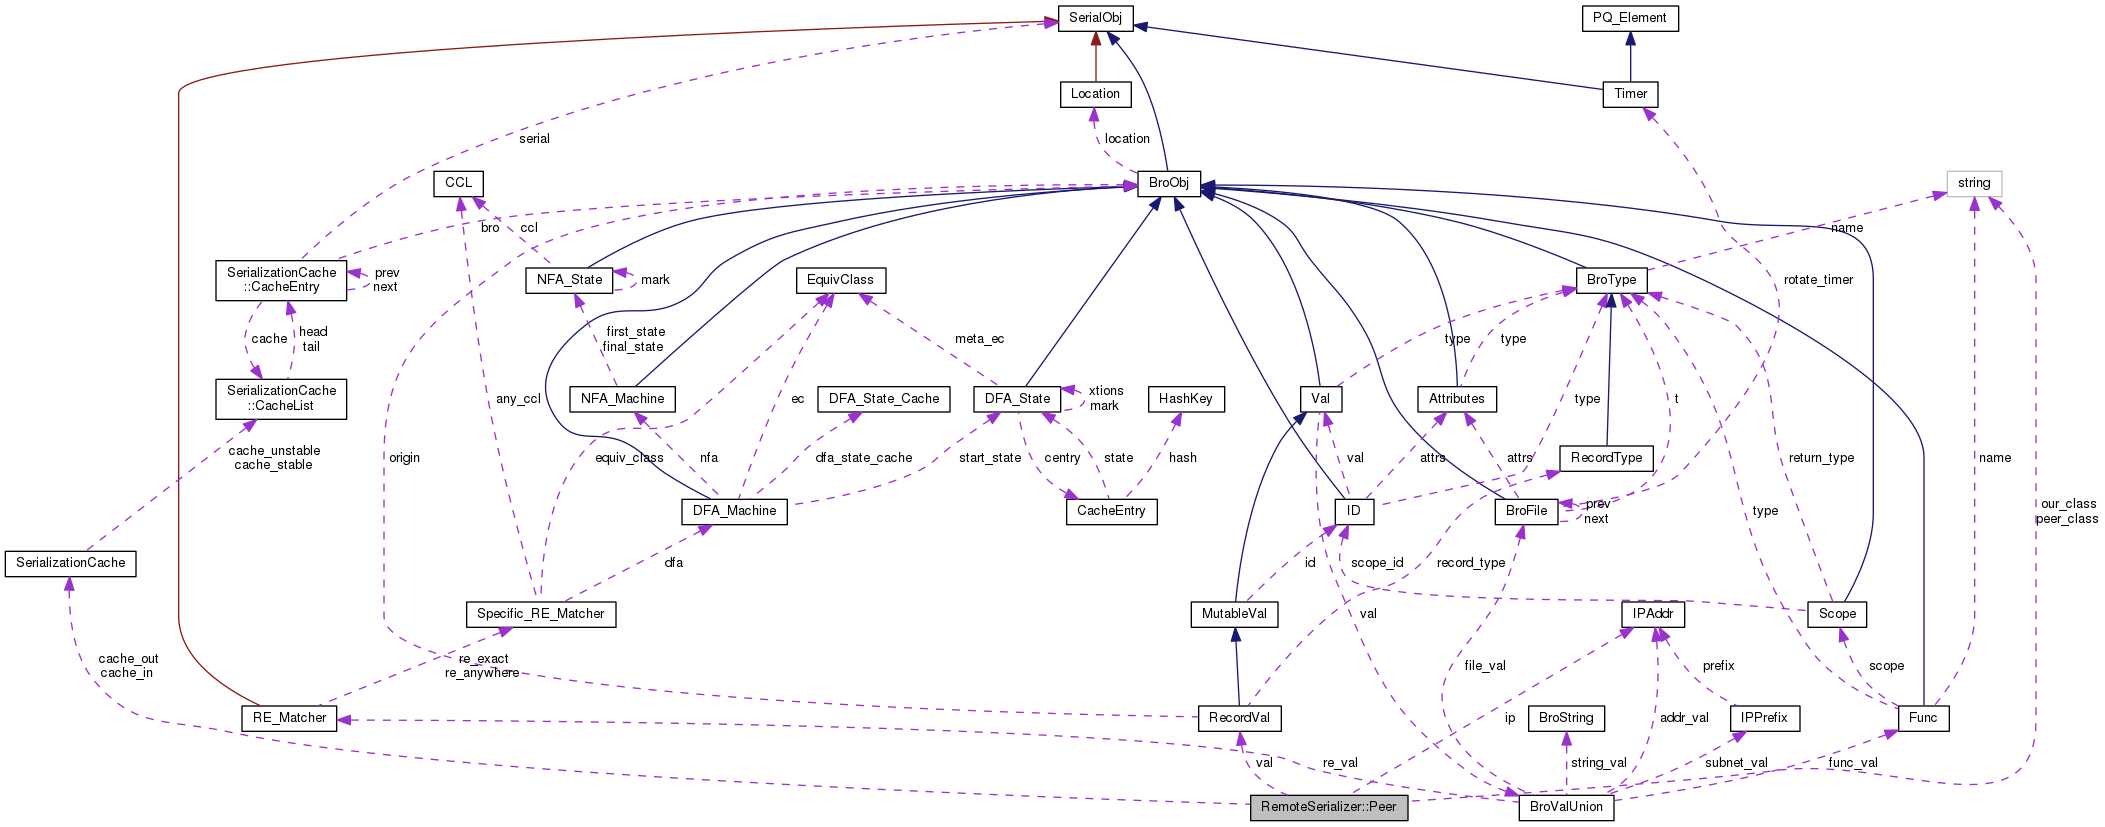 SerialObj
PQ_Element
Location
Timer
serial
location
CCL
BroObj
string
bro
ccl
name
SerializationCache
::CacheEntry
prev
next
NFA_State
mark
EquivClass
BroType
rotate_timer
cache
head
tail
first_state
final_state
meta_ec
type
type
SerializationCache
::CacheList
any_ccl
NFA_Machine
ec
DFA_State_Cache
DFA_State
xtions
mark
HashKey
Val
Attributes
type
t
cache_unstable
cache_stable
origin
equiv_class
nfa
dfa_state_cache
start_state
centry
state
hash
val
attrs
attrs
RecordType
return_type
name
DFA_Machine
CacheEntry
ID
BroFile
prev
next
type
our_class
peer_class
SerializationCache
dfa
id
scope_id
record_type
Specific_RE_Matcher
MutableVal
val
IPAddr
Scope
cache_out
cache_in
re_exact
re_anywhere
file_val
prefix
scope
RE_Matcher
RecordVal
ip
BroString
addr_val
IPPrefix
Func
val
re_val
string_val
subnet_val
func_val
RemoteSerializer::Peer
BroValUnion